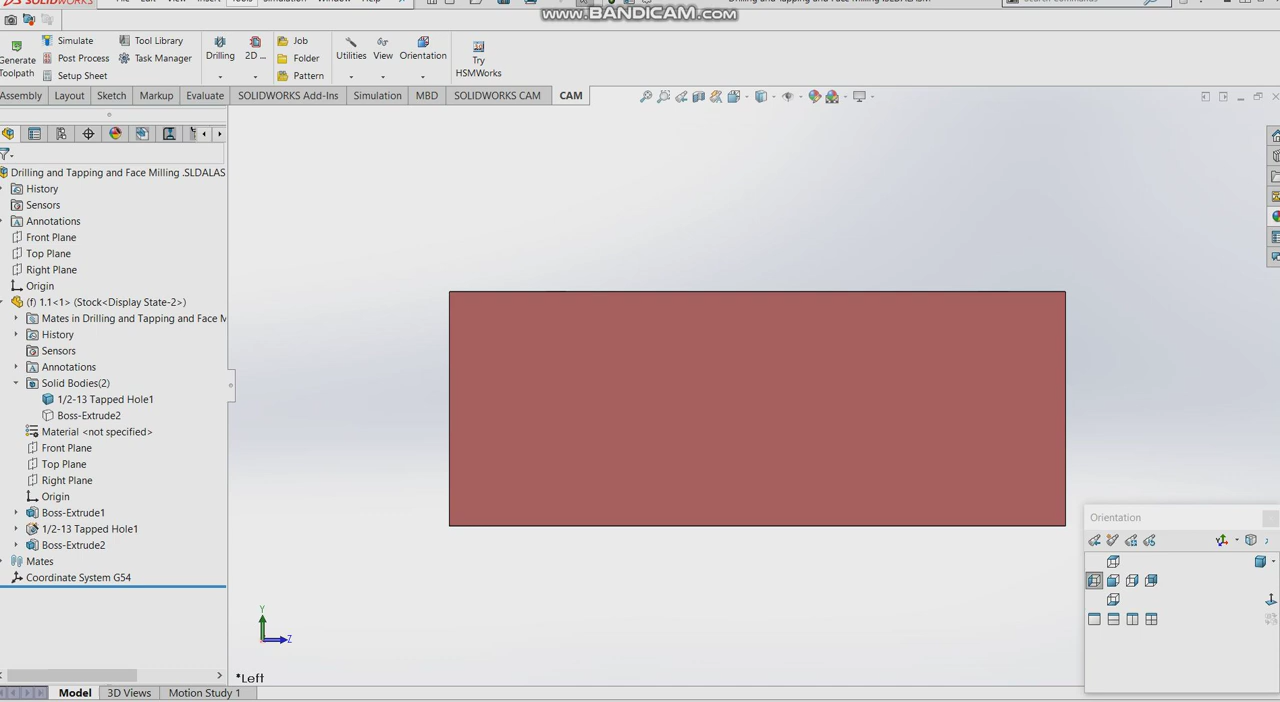 SOLIDWORKS
www.BANDICAM.com
Simulate
Tool Library
Job
Generate
Toolpath
Post Process
Task Manager
Drilling
2D ...
Folder
Utilities
View
Orientation
Try
HSMWorks
Setup Sheet
Pattern
Assembly
Layout
Sketch
Markup
Evaluate
SOLIDWORKS Add-Ins
Simulation
MBD
SOLIDWORKS CAM
CAM
Drilling and Tapping and Face Milling .SLDALAS
History
Sensors
Annotations
Front Plane
Top Plane
Right Plane
Origin
(f) 1.1<1> (Stock<Display State-2>)
Mates in Drilling and Tapping and Face M
History
Sensors
Annotations
Solid Bodies(2)
1/2-13 Tapped Hole1
Boss-Extrude2
Material <not specified>
Front Plane
Top Plane
Right Plane
Origin
Boss-Extrude1
1/2-13 Tapped Hole1
Boss-Extrude2
Mates
Coordinate System G54
Orientation
Y
Z
*Left
Model
3D Views
Motion Study 1